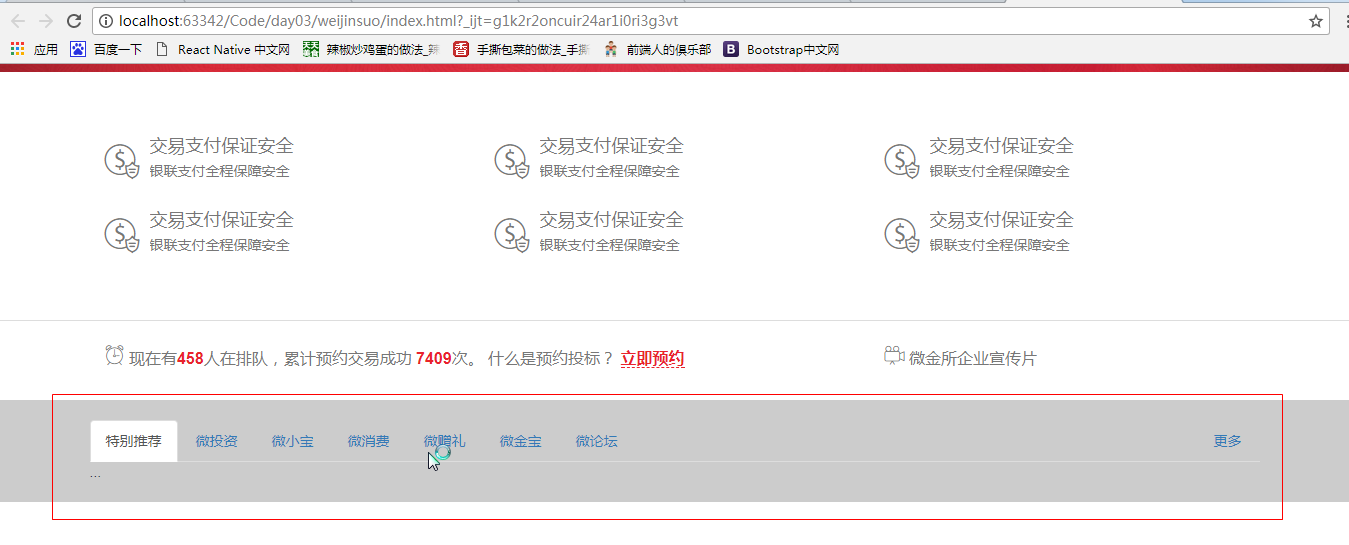 localhost:63342/Code/day03/weijinsuo/index.html?_ijt=g1k2r2oncuir24ar1i0ri3g3vt
应用 百度一下 React Native 中文网 辣椒炒鸡蛋的做法_辣 手撕包菜的做法_手撕 前端人的俱乐部 B Bootstrap中文网
交易支付保证安全 交易支付保证安全 交易支付保证安全
银联支付全程保障安全 银联支付全程保障安全 银联支付全程保障安全
交易支付保证安全 交易支付保证安全 交易支付保证安全
银联支付全程保障安全 银联支付全程保障安全 银联支付全程保障安全
现在有458人在排队，累计预约交易成功 7409次。 什么是预约投标？ 立即预约 微金所企业宣传片
特别推荐 微投资 微小宝 微消费 微赠礼 微金宝 微论坛 更多
...